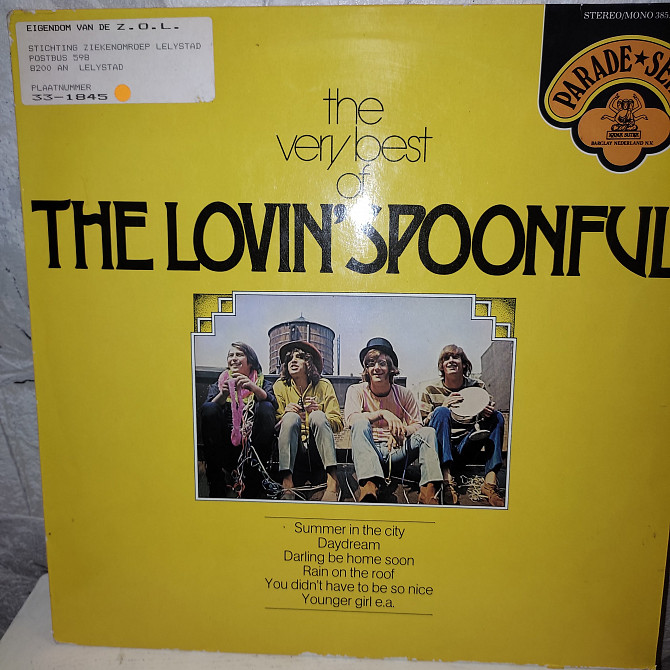 EIGENDOM VAN DE Z.O.L.
STICHTING ZIEKENOMROEP LELYSTAD
POSTBUS 598
8200 AN LELYSTAD
PLAATNUMMER
33-1845
STEREO/MONO 385
PARADE★SE
BARCLAY NEDERLAND N.V.
the
very best
of
THE LOVIN' SPOONFUL
Summer in the city
Daydream
Darling be home soon
Rain on the roof
You didn't have to be so nice
Younger girl e.a.